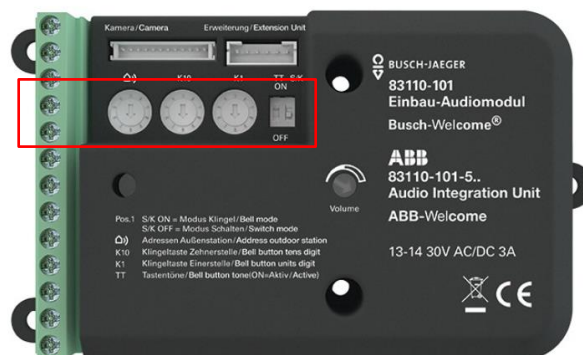 Kamera/Camera
Erweiterung/Extension Unit
K10 K1 TT S/K
ON
OFF
BUSCH-JAEGER
83110-101
Einbau-Audiomodul
Busch-Welcome®
ABB
83110-101-5..
Audio Integration Unit
ABB-Welcome
13-14 30V AC/DC 3A
CE
Volume
Pos.1 S/K ON = Modus Klingel/Bell mode
S/K OFF = Modus Schalten/Switch mode
Adressen Außenstation/Address outdoor station
K10 Klingeltaste Zehnerstelle/Bell button tens digit
K1 Klingeltaste Einerstelle/Bell button units digit
TT Tastentöne/Bell button tone(ON=Aktiv/Active)